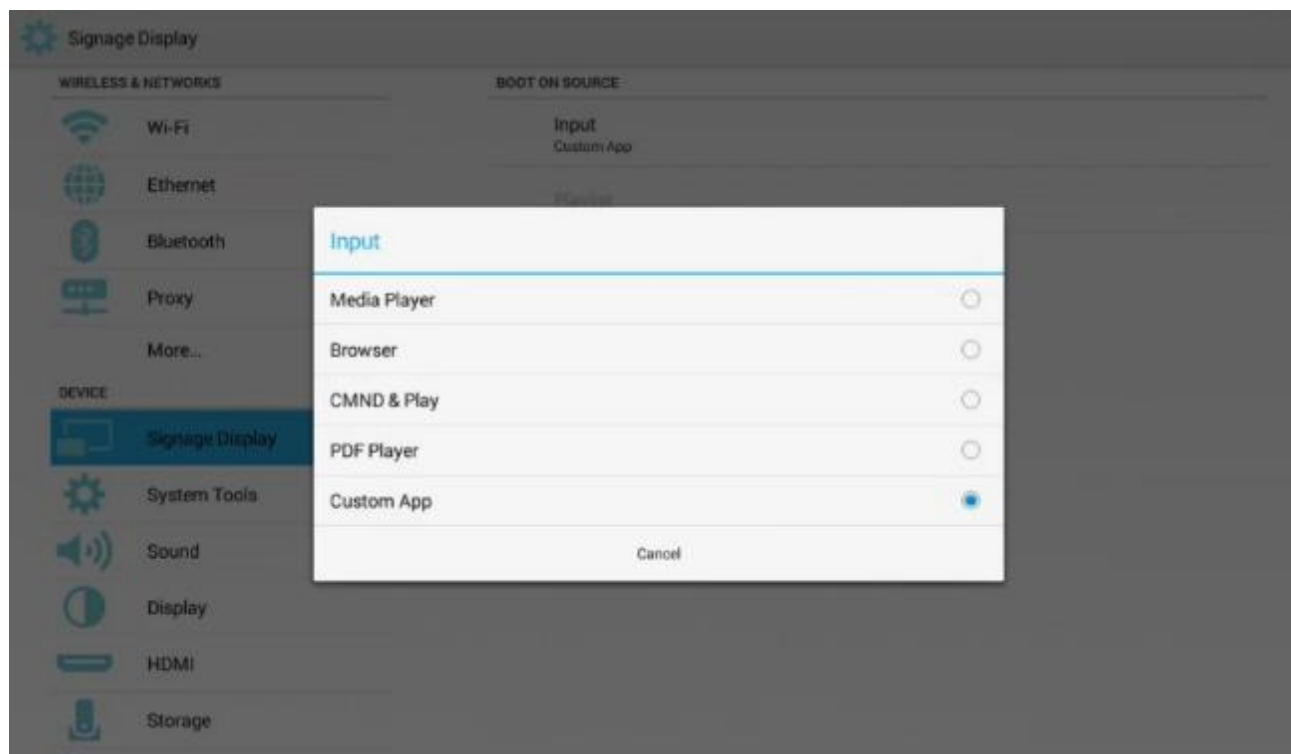 Signage Display
WIRELESS & NETWORKS
Wi-Fi
Ethernet
Bluetooth
Proxy
More...
DEVICE
Signage Display
System Tools
Sound
Display
HDMI
Storage
BOOT ON SOURCE
Input
Custom App
Playlist
Input
Media Player
Browser
CMND & Play
PDF Player
Custom App
Cancel